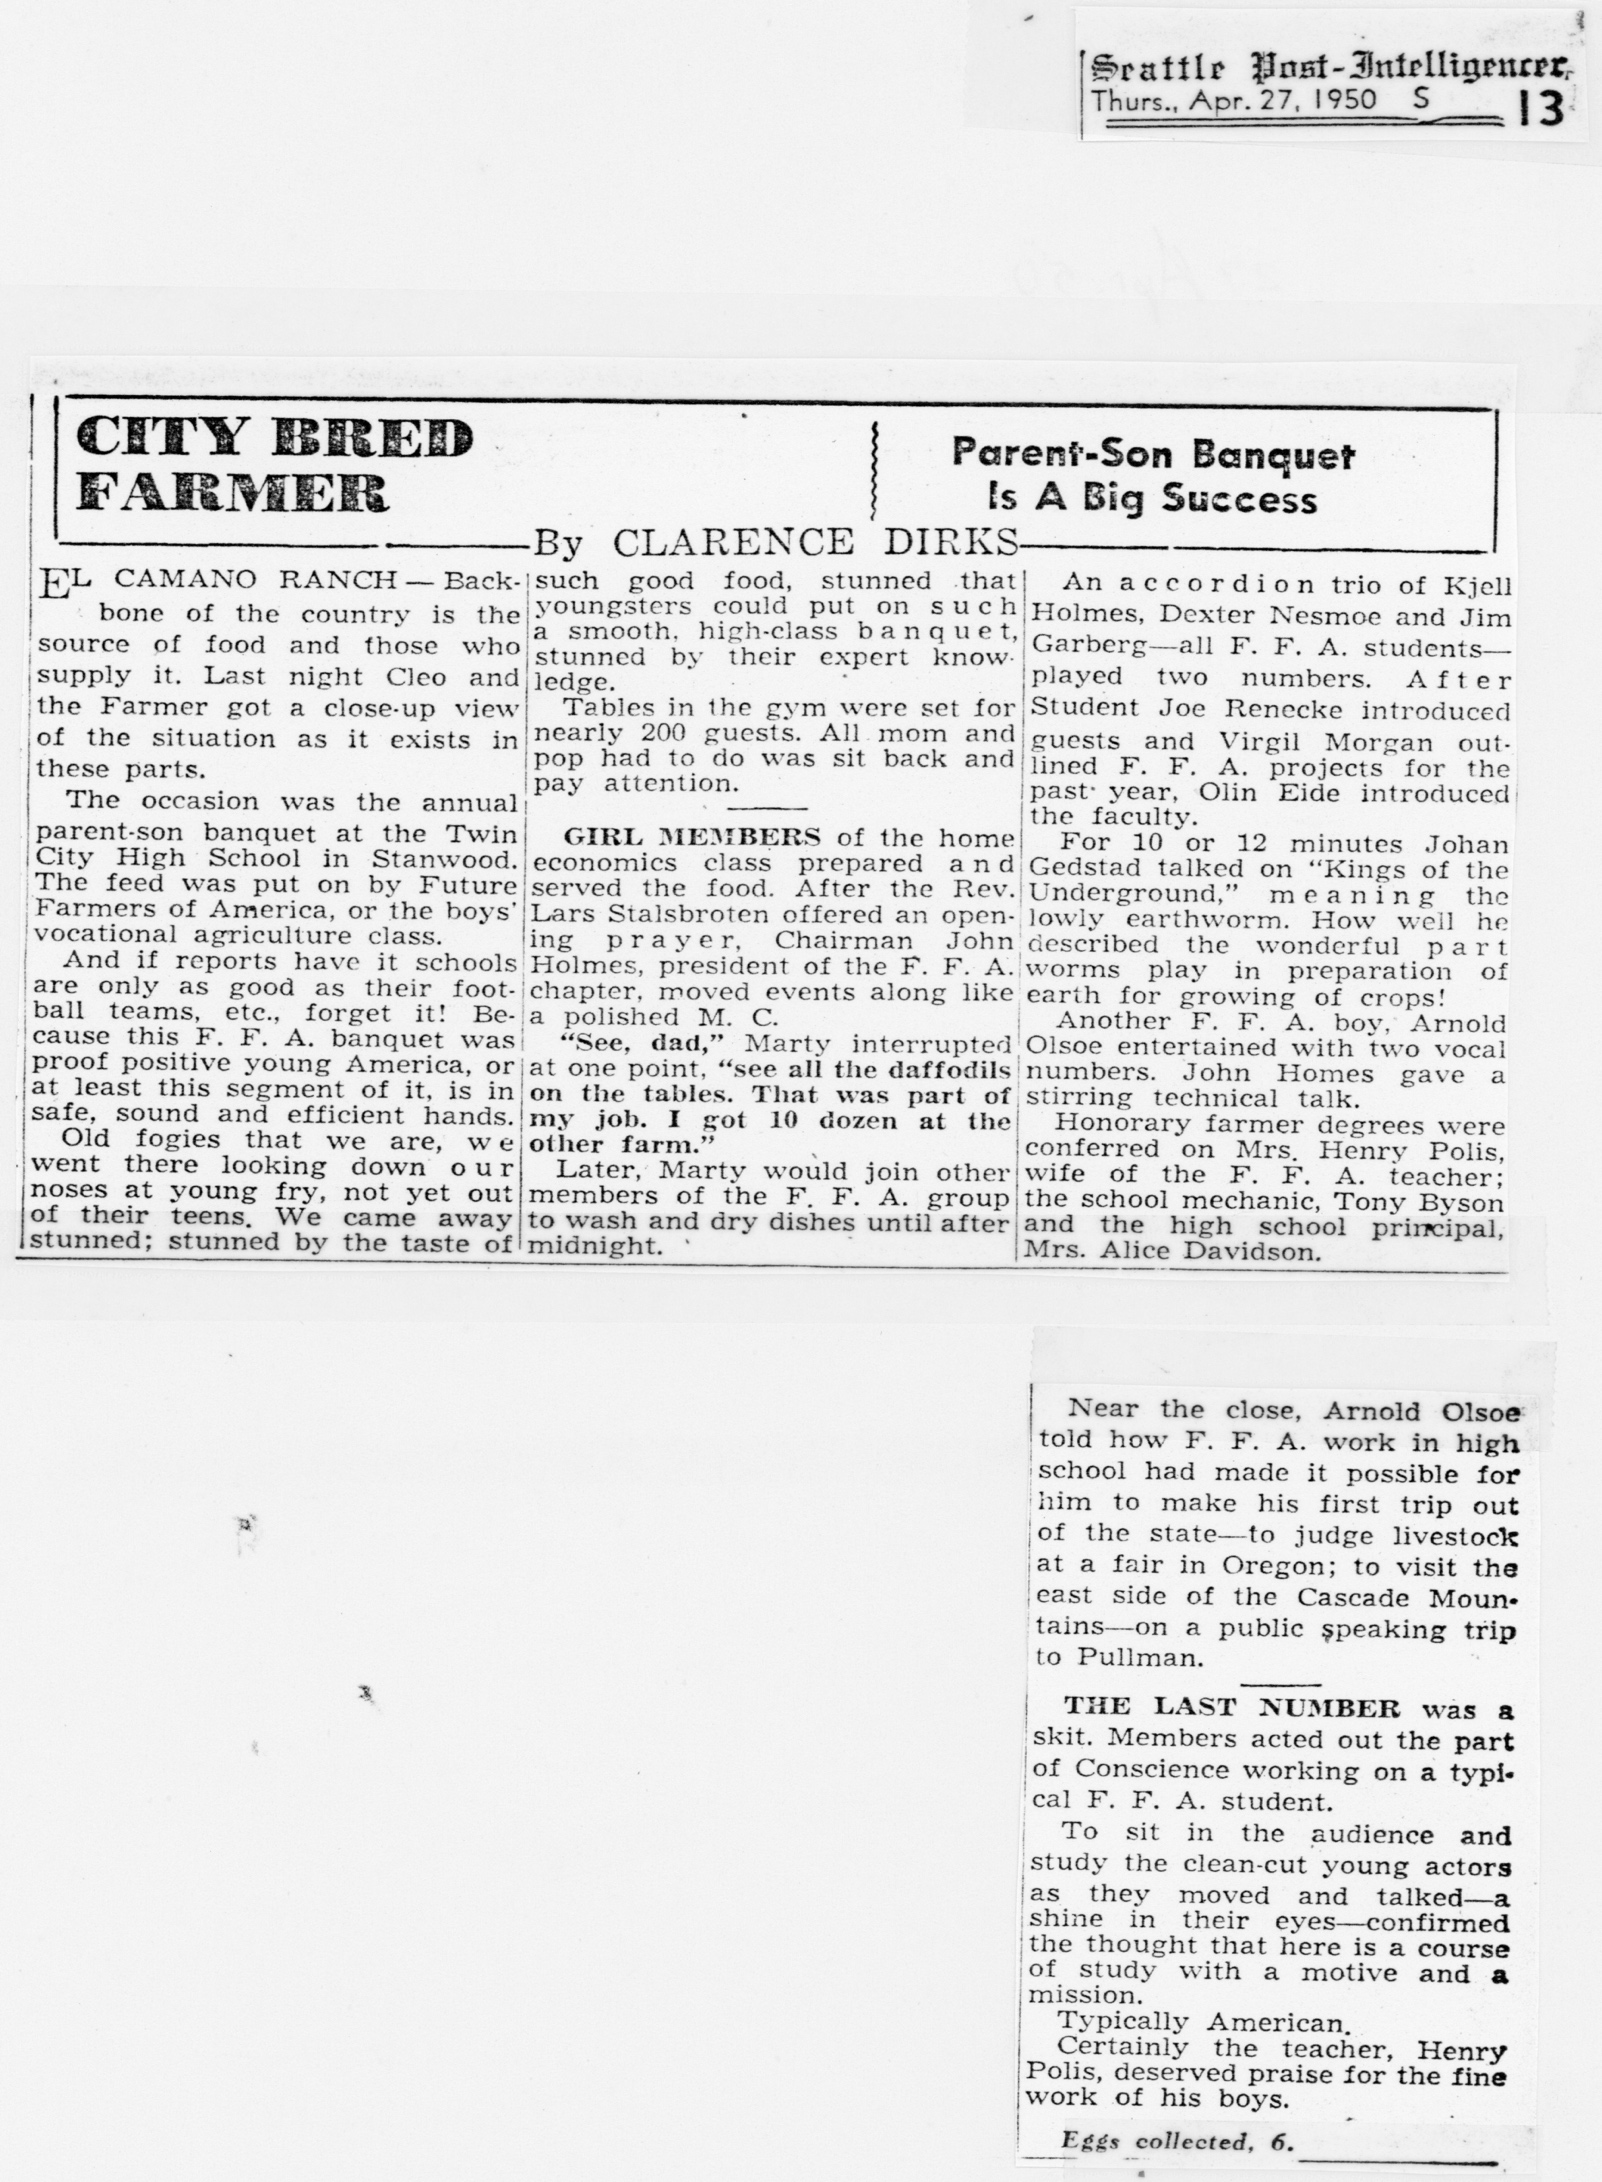 Seattle Post-Intelligencer
Thurs., Apr. 27, 1950 S 13
CITY BRED
FARMER
Parent-Son Banquet
Is A Big Success
By CLARENCE DIRKS
EL CAMANO RANCH — Back-
bone of the country is the
source of food and those who
supply it. Last night Cleo and
the Farmer got a close-up view
of the situation as it exists in
these parts.
The occasion was the annual
parent-son banquet at the Twin
City High School in Stanwood.
The feed was put on by Future
Farmers of America, or the boys'
vocational agriculture class.
And if reports have it schools
are only as good as their foot-
ball teams, etc., forget it! Be-
cause this F. F. A. banquet was
proof positive young America, or
at least this segment of it, is in
safe, sound and efficient hands.
Old fogies that we are, we
went there looking down our
noses at young fry, not yet out
of their teens. We came away
stunned; stunned by the taste of
such good food, stunned that
youngsters could put on such
a smooth, high-class banquet,
stunned by their expert know-
ledge.
Tables in the gym were set for
nearly 200 guests. All mom and
pop had to do was sit back and
pay attention.
GIRL MEMBERS of the home
economics class prepared and
served the food. After the Rev.
Lars Stalsbroten offered an open-
ing prayer, Chairman John
Holmes, president of the F. F. A.
chapter, moved events along like
a polished M. C.
"See, dad," Marty interrupted
at one point, "see all the daffodils
on the tables. That was part of
my job. I got 10 dozen at the
other farm."
Later, Marty would join other
members of the F. F. A. group
to wash and dry dishes until after
midnight.
An accordion trio of Kjell
Holmes, Dexter Nesmoe and Jim
Garberg—all F. F. A. students—
played two numbers. After
Student Joe Renecke introduced
guests and Virgil Morgan out-
lined F. F. A. projects for the
past year, Olin Eide introduced
the faculty.
For 10 or 12 minutes Johan
Gedstad talked on "Kings of the
Underground," meaning the
lowly earthworm. How well he
described the wonderful part
worms play in preparation of
earth for growing of crops!
Another F. F. A. boy, Arnold
Olsoe entertained with two vocal
numbers. John Homes gave a
stirring technical talk.
Honorary farmer degrees were
conferred on Mrs. Henry Polis,
wife of the F. F. A. teacher;
the school mechanic, Tony Byson
and the high school principal,
Mrs. Alice Davidson.
Near the close, Arnold Olsoe
told how F. F. A. work in high
school had made it possible for
him to make his first trip out
of the state—to judge livestock
at a fair in Oregon; to visit the
east side of the Cascade Moun-
tains—on a public speaking trip
to Pullman.
THE LAST NUMBER was a
skit. Members acted out the part
of Conscience working on a typi-
cal F. F. A. student.
To sit in the audience and
study the clean-cut young actors
as they moved and talked—a
shine in their eyes—confirmed
the thought that here is a course
of study with a motive and a
mission.
Typically American.
Certainly the teacher, Henry
Polis, deserved praise for the fine
work of his boys.
Eggs collected, 6.